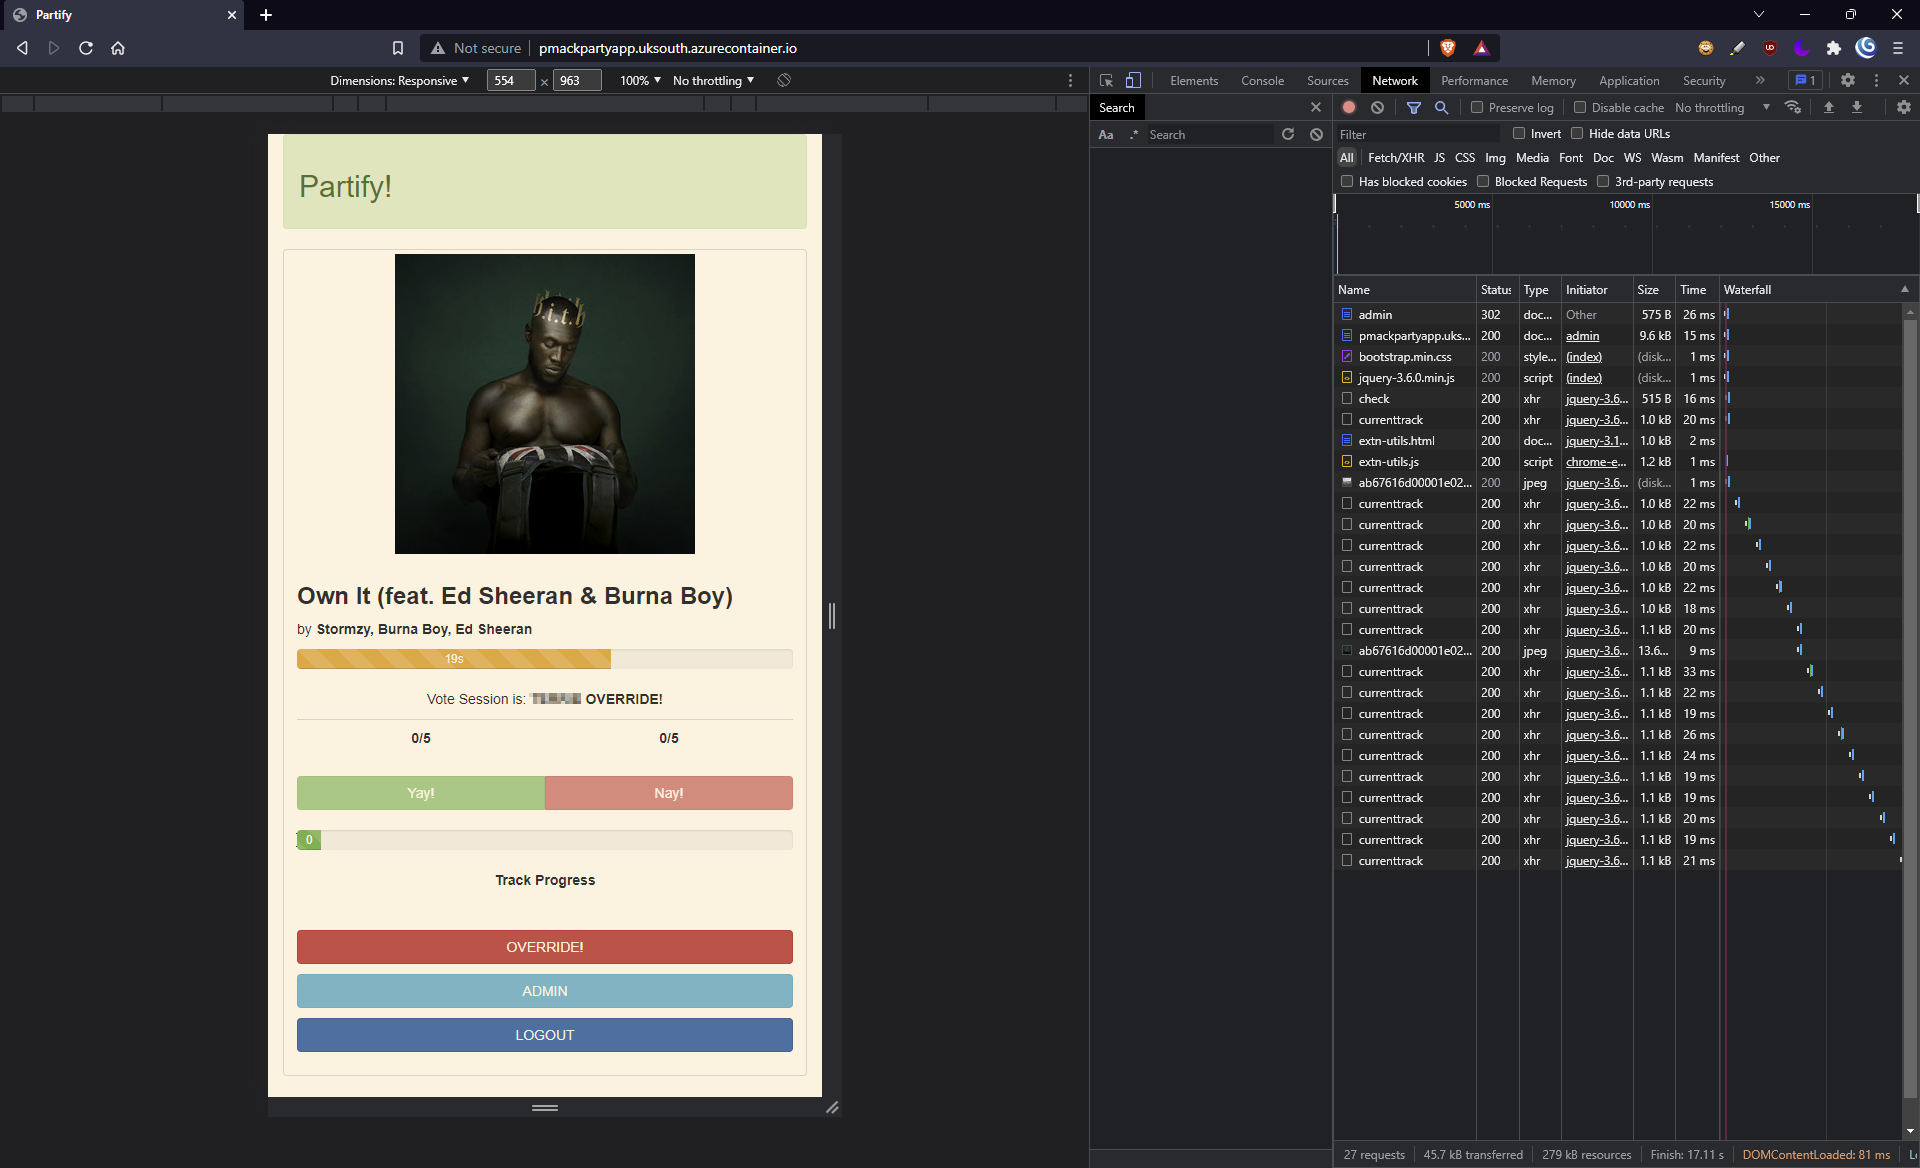 Partify
Not secure
pmackpartyapp.uksouth.azurecontainer.io
Dimensions: Responsive
554
×
963
100%
No throttling
Elements
Console
Sources
Network
Performance
Memory
Application
Security
1
Search
Aa
.*
Search
Preserve log
Disable cache
No throttling
Filter
Invert
Hide data URLs
All
Fetch/XHR
JS
CSS
Img
Media
Font
Doc
WS
Wasm
Manifest
Other
Has blocked cookies
Blocked Requests
3rd-party requests
5000 ms
10000 ms
15000 ms
Name Status Type Initiator Size Time Waterfall
admin 302 doc... Other 575 B 26 ms
pmackpartyapp.uks... 200 doc... admin 9.6 kB 15 ms
bootstrap.min.css 200 style... (index) (disk... 1 ms
jquery-3.6.0.min.js 200 script (index) (disk... 1 ms
check 200 xhr jquery-3.6... 515 B 16 ms
currenttrack 200 xhr jquery-3.6... 1.0 kB 20 ms
extn-utils.html 200 doc... jquery-3.1... 1.0 kB 2 ms
extn-utils.js 200 script chrome-e... 1.2 kB 1 ms
ab67616d00001e02... 200 jpeg jquery-3.6... (disk... 1 ms
currenttrack 200 xhr jquery-3.6... 1.0 kB 22 ms
currenttrack 200 xhr jquery-3.6... 1.0 kB 20 ms
currenttrack 200 xhr jquery-3.6... 1.0 kB 22 ms
currenttrack 200 xhr jquery-3.6... 1.0 kB 20 ms
currenttrack 200 xhr jquery-3.6... 1.0 kB 22 ms
currenttrack 200 xhr jquery-3.6... 1.0 kB 18 ms
currenttrack 200 xhr jquery-3.6... 1.1 kB 20 ms
ab67616d00001e02... 200 jpeg jquery-3.6... 13.6... 9 ms
currenttrack 200 xhr jquery-3.6... 1.1 kB 33 ms
currenttrack 200 xhr jquery-3.6... 1.1 kB 22 ms
currenttrack 200 xhr jquery-3.6... 1.1 kB 19 ms
currenttrack 200 xhr jquery-3.6... 1.1 kB 26 ms
currenttrack 200 xhr jquery-3.6... 1.1 kB 24 ms
currenttrack 200 xhr jquery-3.6... 1.1 kB 19 ms
currenttrack 200 xhr jquery-3.6... 1.1 kB 19 ms
currenttrack 200 xhr jquery-3.6... 1.1 kB 20 ms
currenttrack 200 xhr jquery-3.6... 1.1 kB 19 ms
currenttrack 200 xhr jquery-3.6... 1.1 kB 21 ms
27 requests
45.7 kB transferred
279 kB resources
Finish: 17.11 s
DOMContentLoaded: 81 ms
Partify!
h.i.t.h
Own It (feat. Ed Sheeran & Burna Boy)
by Stormzy, Burna Boy, Ed Sheeran
19s
Vote Session is: OVERRIDE!
0/5
0/5
Yay!
Nay!
0
Track Progress
OVERRIDE!
ADMIN
LOGOUT